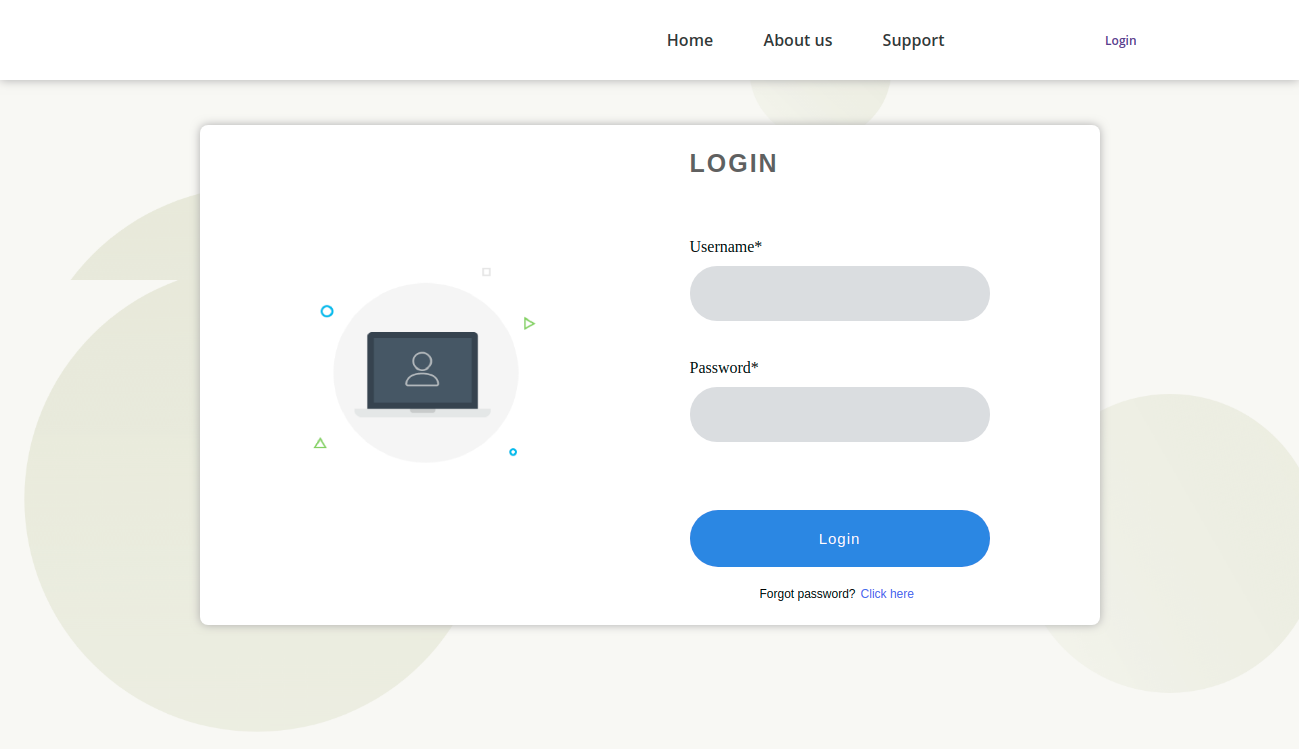 Home About us Support Login
LOGIN
Username*
Password*
Login
Forgot password? Click here